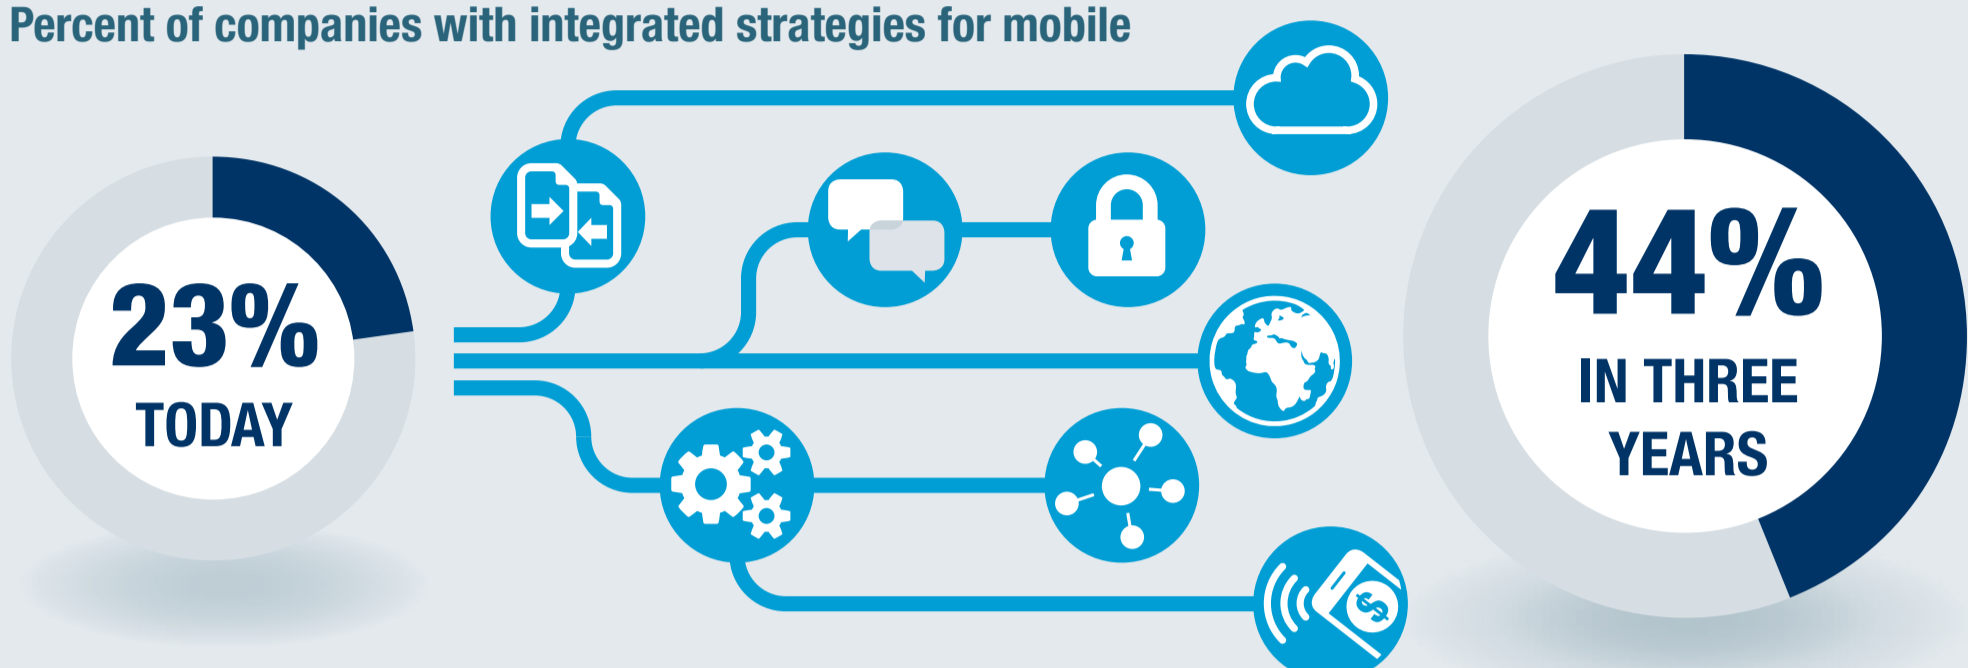 Percent of companies with integrated strategies for mobile
23%
TODAY
44%
IN THREE
YEARS
$